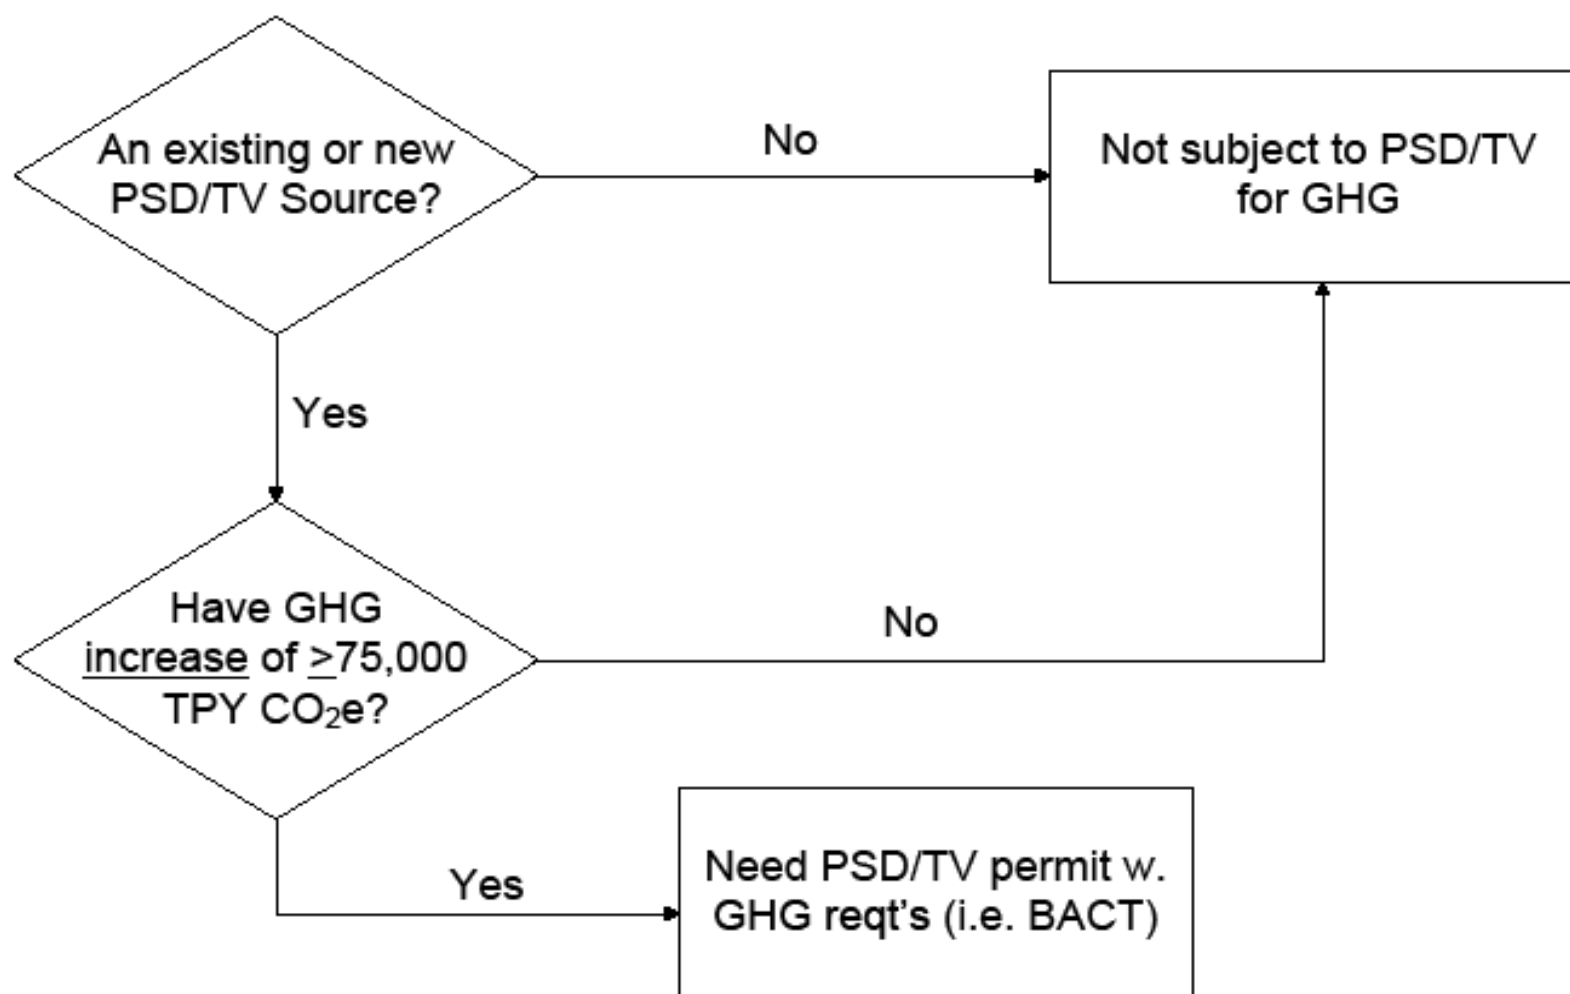 An existing or new
PSD/TV Source?
No
Not subject to PSD/TV
for GHG
Yes
Have GHG
increase of >75,000
TPY CO₂e?
No
Yes
Need PSD/TV permit w.
GHG reqt's (i.e. BACT)